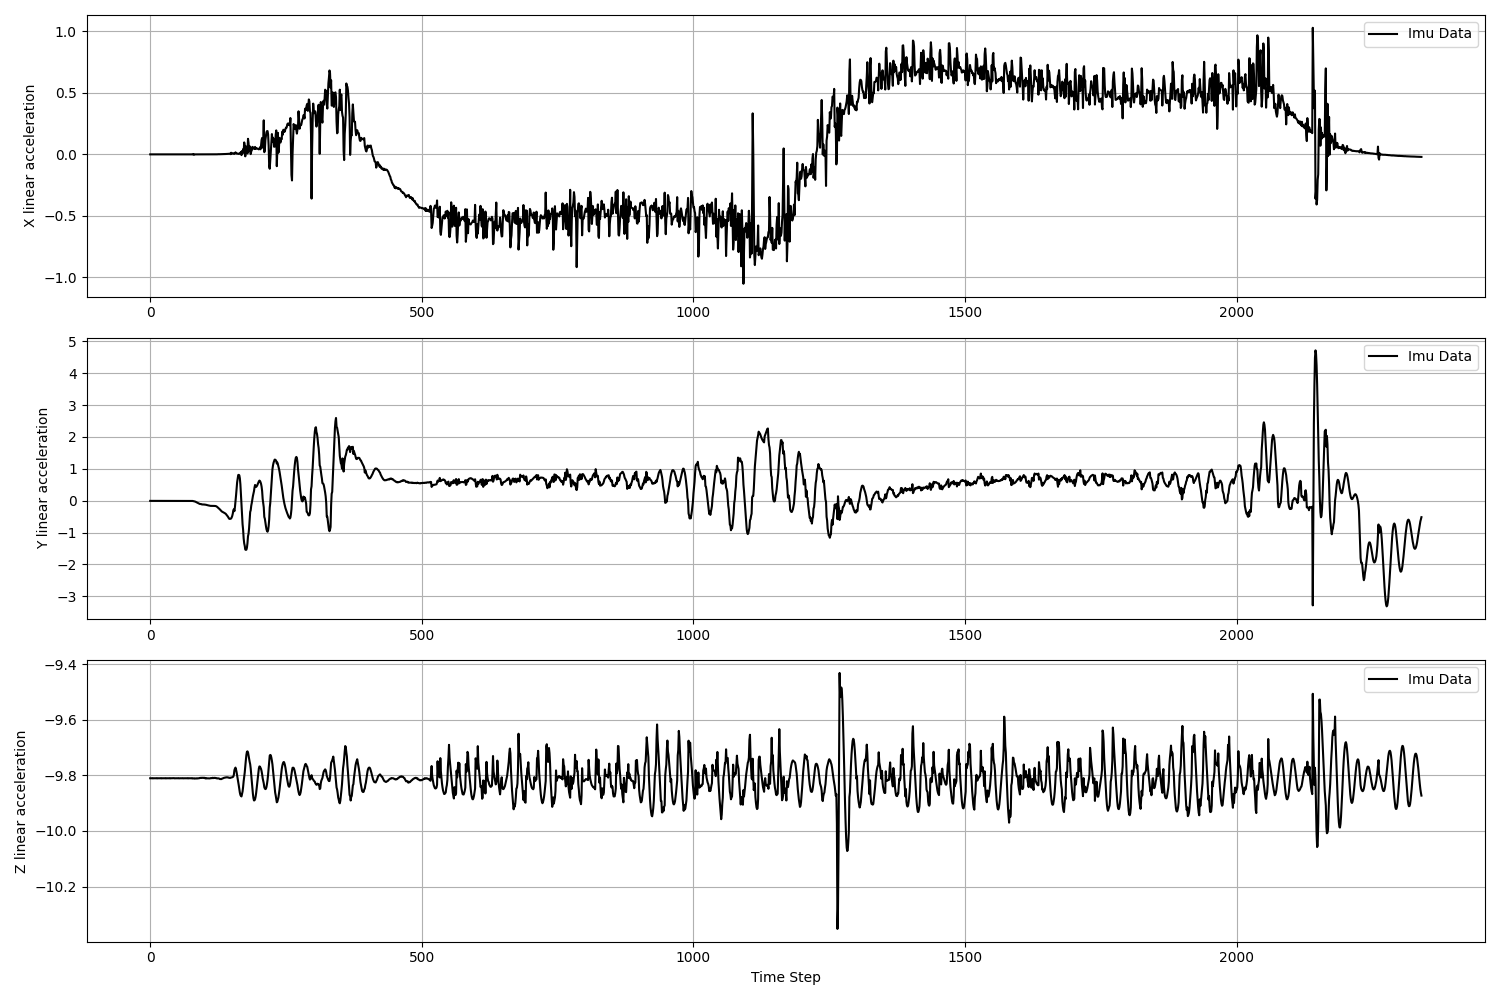 X linear acceleration
1.0
0.5
0.0
−0.5
−1.0
Imu Data
0 500 1000 1500 2000
Y linear acceleration
5
4
3
2
1
0
−1
−2
−3
Imu Data
0 500 1000 1500 2000
Z linear acceleration
−9.4
−9.6
−9.8
−10.0
−10.2
Imu Data
0 500 1000 1500 2000
Time Step